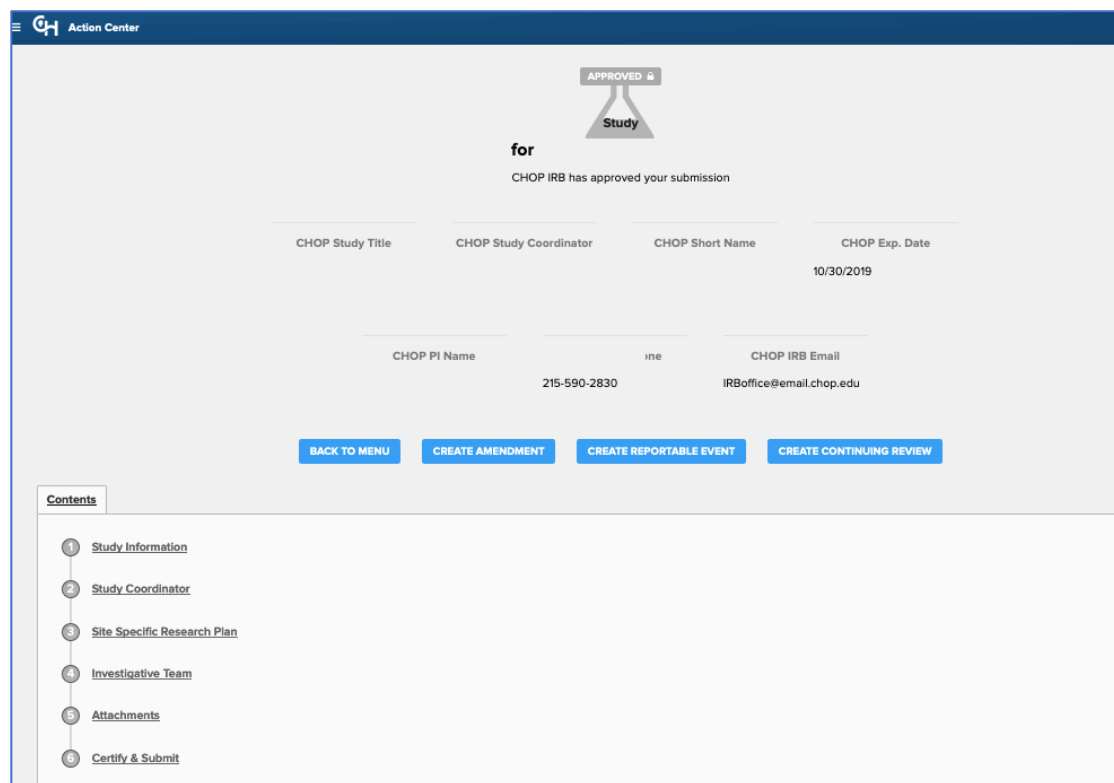 Action Center
APPROVED
Study
for
CHOP IRB has approved your submission
CHOP Study Title CHOP Study Coordinator CHOP Short Name CHOP Exp. Date
10/30/2019
CHOP PI Name ne CHOP IRB Email
215-590-2830 IRBoffice@email.chop.edu
BACK TO MENU CREATE AMENDMENT CREATE REPORTABLE EVENT CREATE CONTINUING REVIEW
Contents
1 Study Information
2 Study Coordinator
3 Site Specific Research Plan
4 Investigative Team
5 Attachments
6 Certify & Submit